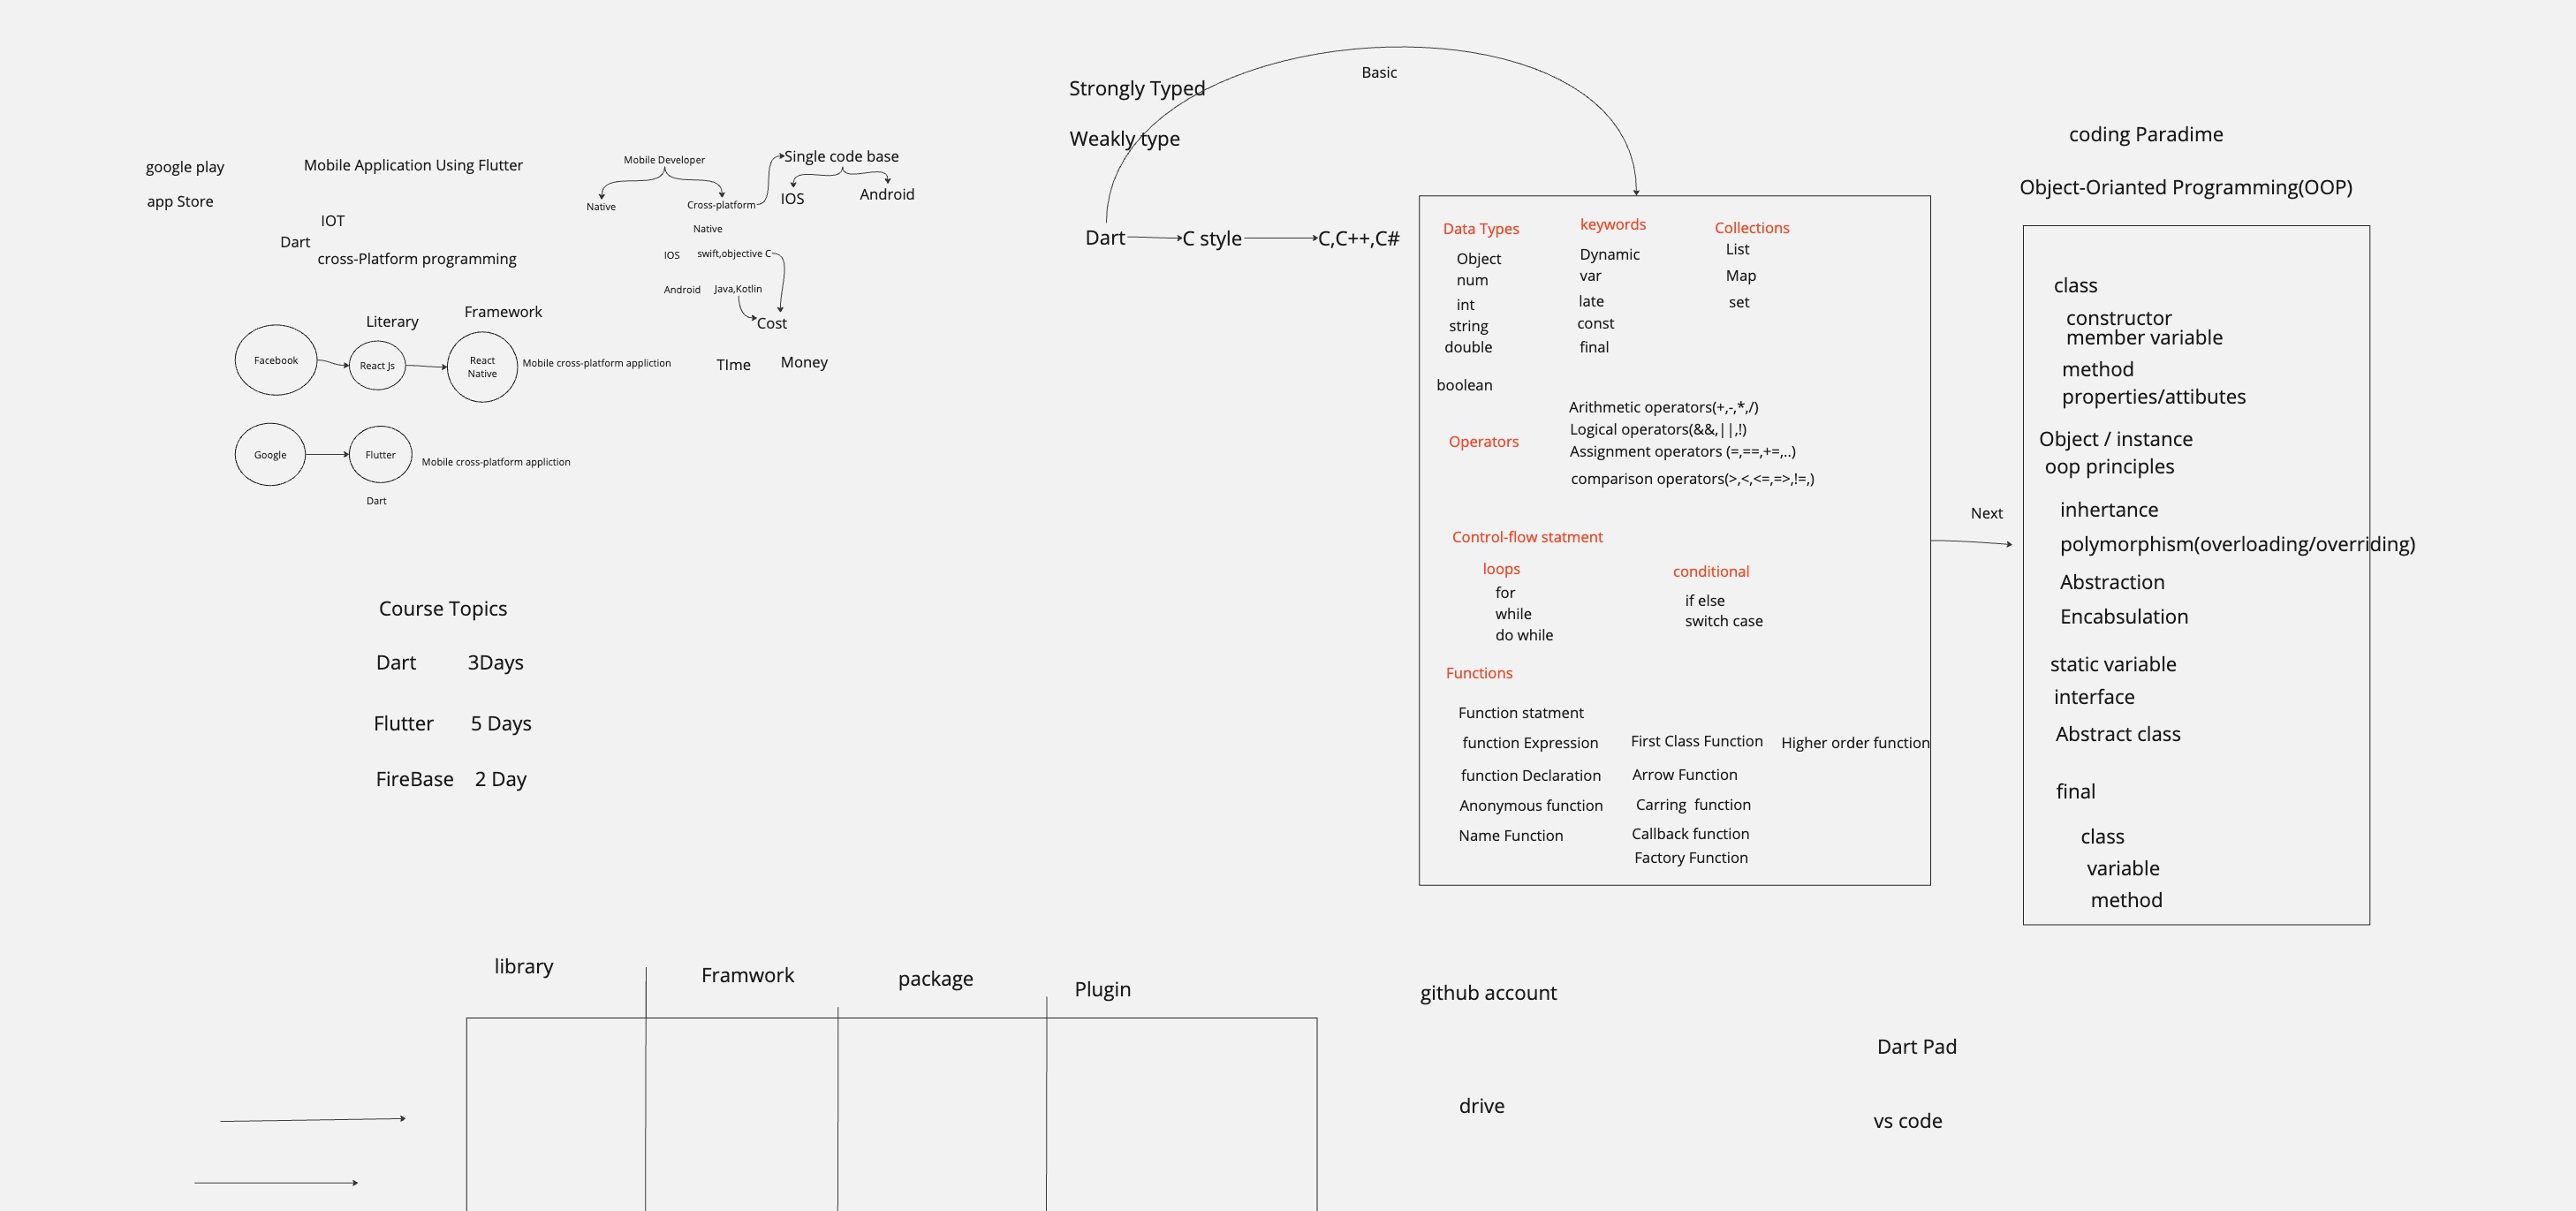 google play
app Store
Mobile Application Using Flutter
IOT
Dart
cross-Platform programming
Literary
Framework
Facebook
React Js
React
Native
Mobile cross-platform appliction
Google
Flutter
Mobile cross-platform appliction
Dart
Mobile Developer
Native
Cross-platform
Single code base
IOS
Android
Native
IOS
swift,objective C
Android
Java,Kotlin
Cost
TIme
Money
Course Topics
Dart 3Days
Flutter 5 Days
FireBase 2 Day
Strongly Typed
Weakly type
Basic
Dart
C style
C,C++,C#
Data Types
Object
num
int
string
double
boolean
keywords
Dynamic
var
late
const
final
Collections
List
Map
set
Operators
Arithmetic operators(+,-,*,/)
Logical operators(&&,||,!)
Assignment operators (=,==,+=,..)
comparison operators(>,<,<=,=>,!=,)
Control-flow statment
loops
for
while
do while
conditional
if else
switch case
Functions
Function statment
function Expression
function Declaration
Anonymous function
Name Function
First Class Function
Arrow Function
Carring function
Callback function
Factory Function
Higher order function
Next
coding Paradime
Object-Orianted Programming(OOP)
class
constructor
member variable
method
properties/attibutes
Object / instance
oop principles
inhertance
polymorphism(overloading/overriding)
Abstraction
Encabsulation
static variable
interface
Abstract class
final
class
variable
method
library
Framwork
package
Plugin
github account
drive
Dart Pad
vs code